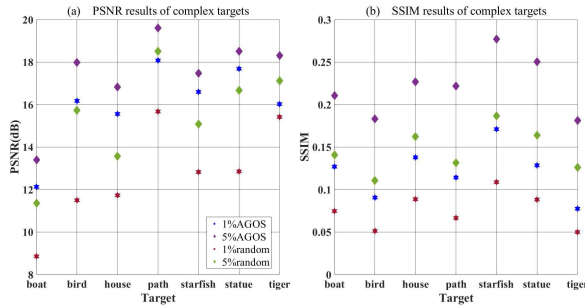 (a) PSNR results of complex targets
20
18
16
14
12
10
8
PSNR(dB)
boat bird house path starfish statue tiger
Target
1%AGOS
5%AGOS
1%random
5%random
(b) SSIM results of complex targets
0.3
0.25
0.2
0.15
0.1
0.05
0
SSIM
boat bird house path starfish statue tiger
Target